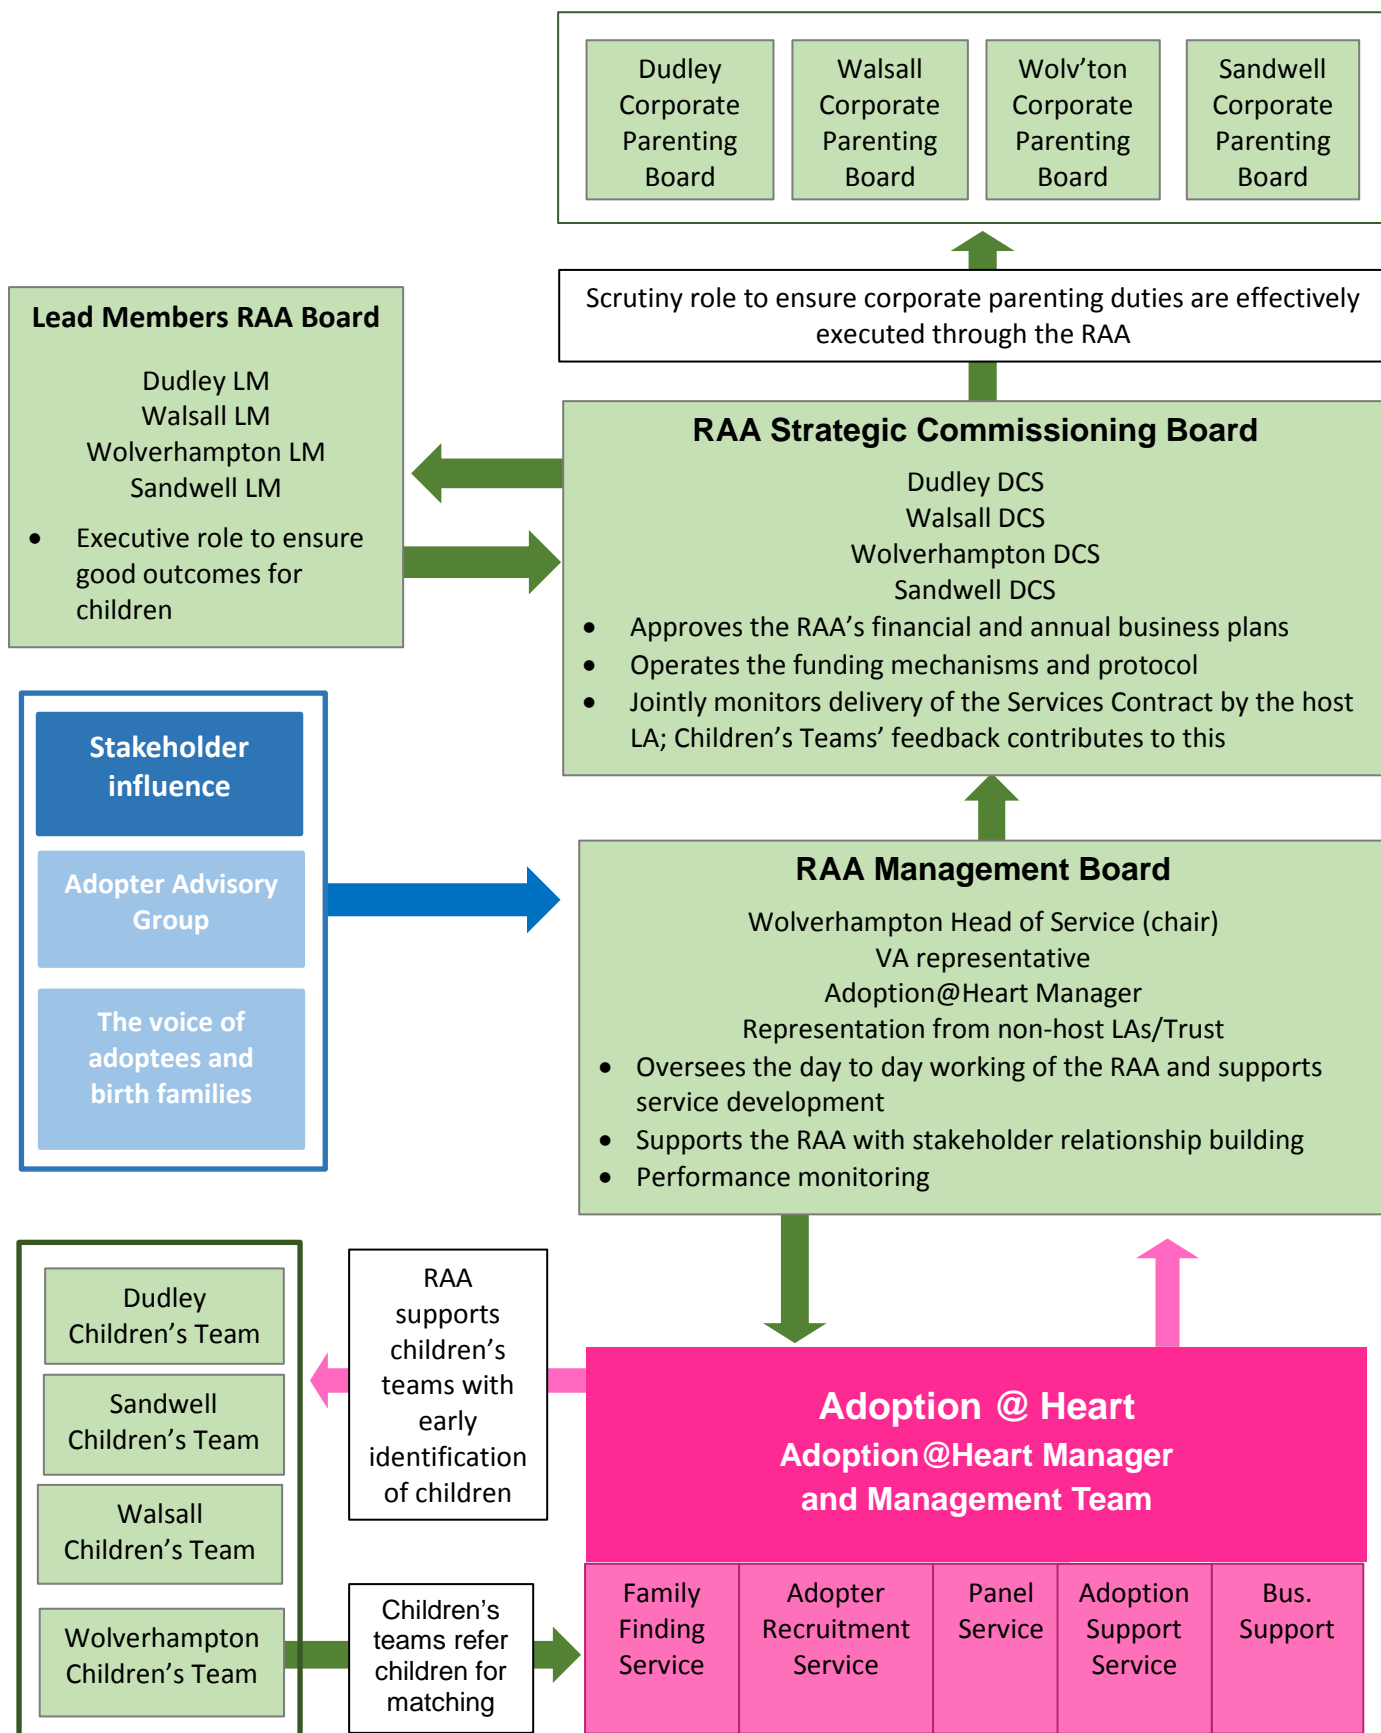 Dudley
Corporate
Parenting
Board
Walsall
Corporate
Parenting
Board
Wolv’ton
Corporate
Parenting
Board
Sandwell
Corporate
Parenting
Board
Scrutiny role to ensure corporate parenting duties are effectively
executed through the RAA
Lead Members RAA Board
Dudley LM
Walsall LM
Wolverhampton LM
Sandwell LM
• Executive role to ensure
good outcomes for
children
RAA Strategic Commissioning Board
Dudley DCS
Walsall DCS
Wolverhampton DCS
Sandwell DCS
• Approves the RAA’s financial and annual business plans
• Operates the funding mechanisms and protocol
• Jointly monitors delivery of the Services Contract by the host
LA; Children’s Teams’ feedback contributes to this
Stakeholder
influence
Adopter Advisory
Group
The voice of
adoptees and
birth families
RAA Management Board
Wolverhampton Head of Service (chair)
VA representative
Adoption@Heart Manager
Representation from non-host LAs/Trust
• Oversees the day to day working of the RAA and supports
service development
• Supports the RAA with stakeholder relationship building
• Performance monitoring
Dudley
Children’s Team
Sandwell
Children’s Team
Walsall
Children’s Team
Wolverhampton
Children’s Team
RAA
supports
children’s
teams with
early
identification
of children
Children’s
teams refer
children for
matching
Adoption @ Heart
Adoption@Heart Manager
and Management Team
Family
Finding
Service
Adopter
Recruitment
Service
Panel
Service
Adoption
Support
Service
Bus.
Support